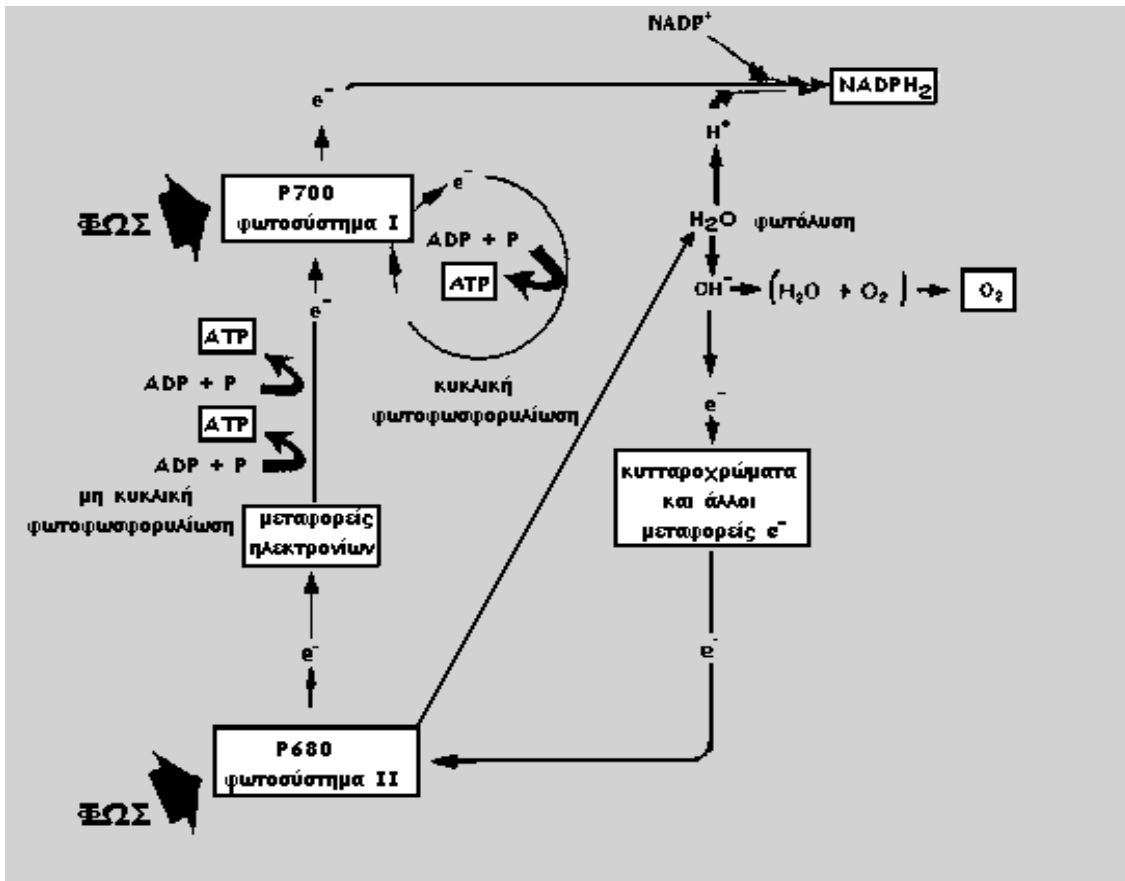 NADP⁺
NADPH₂
e⁻
H⁺
P700
φωτοσύστημα I
ΦΩΣ
e⁻
H₂O φωτόλυση
ADP + P
ATP
OH⁻ (H₂O + O₂) O₂
e⁻
ATP
ADP + P
κυκλική
φωτοφωσφορυλίωση
e⁻
ATP
ADP + P
μη κυκλική
φωτοφωσφορυλίωση
μεταφορείς
ηλεκτρονίων
κυτταροχρώματα
και άλλοι
μεταφορείς e⁻
e⁻
e⁻
P680
φωτοσύστημα II
ΦΩΣ